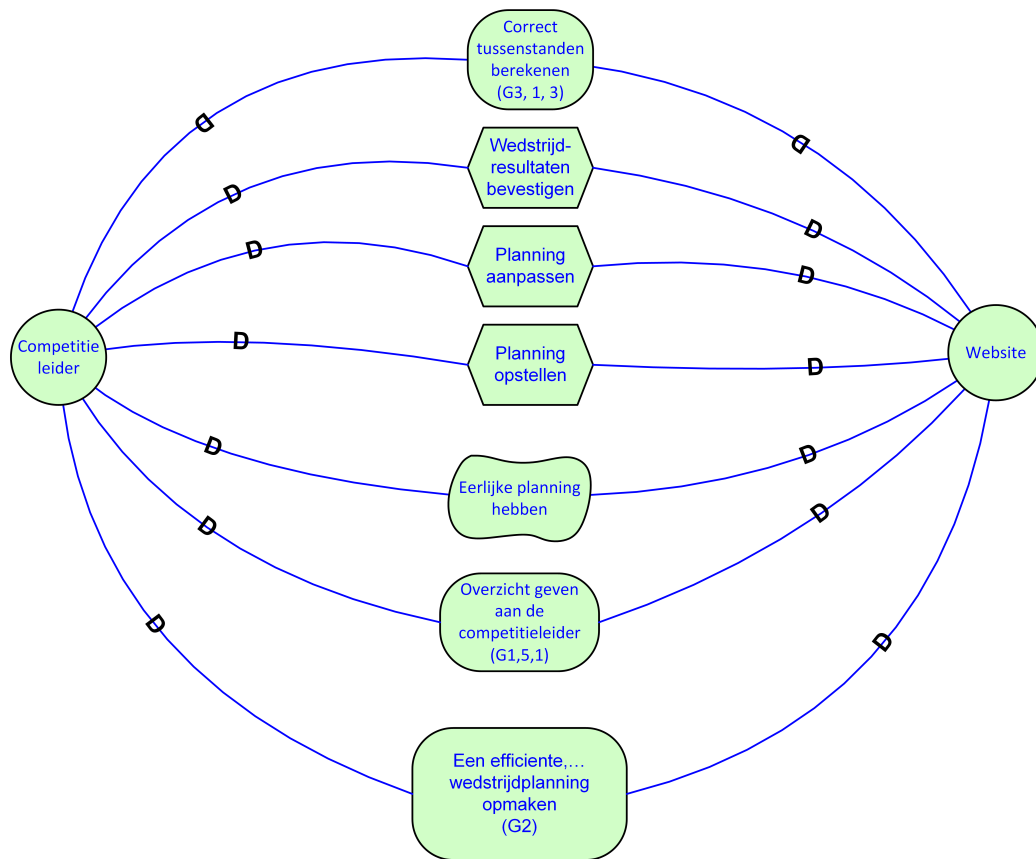 Correct
tussenstanden
berekenen
(G3, 1, 3)
D
D
Wedstrijd-
resultaten
bevestigen
D
D
Planning
aanpassen
D
D
Competitie
leider
Planning
opstellen
D
D
Website
Eerlijke planning
hebben
D
D
Overzicht geven
aan de
competitieleider
(G1,5,1)
D
D
Een efficiente,...
wedstrijdplanning
opmaken
(G2)
D
D